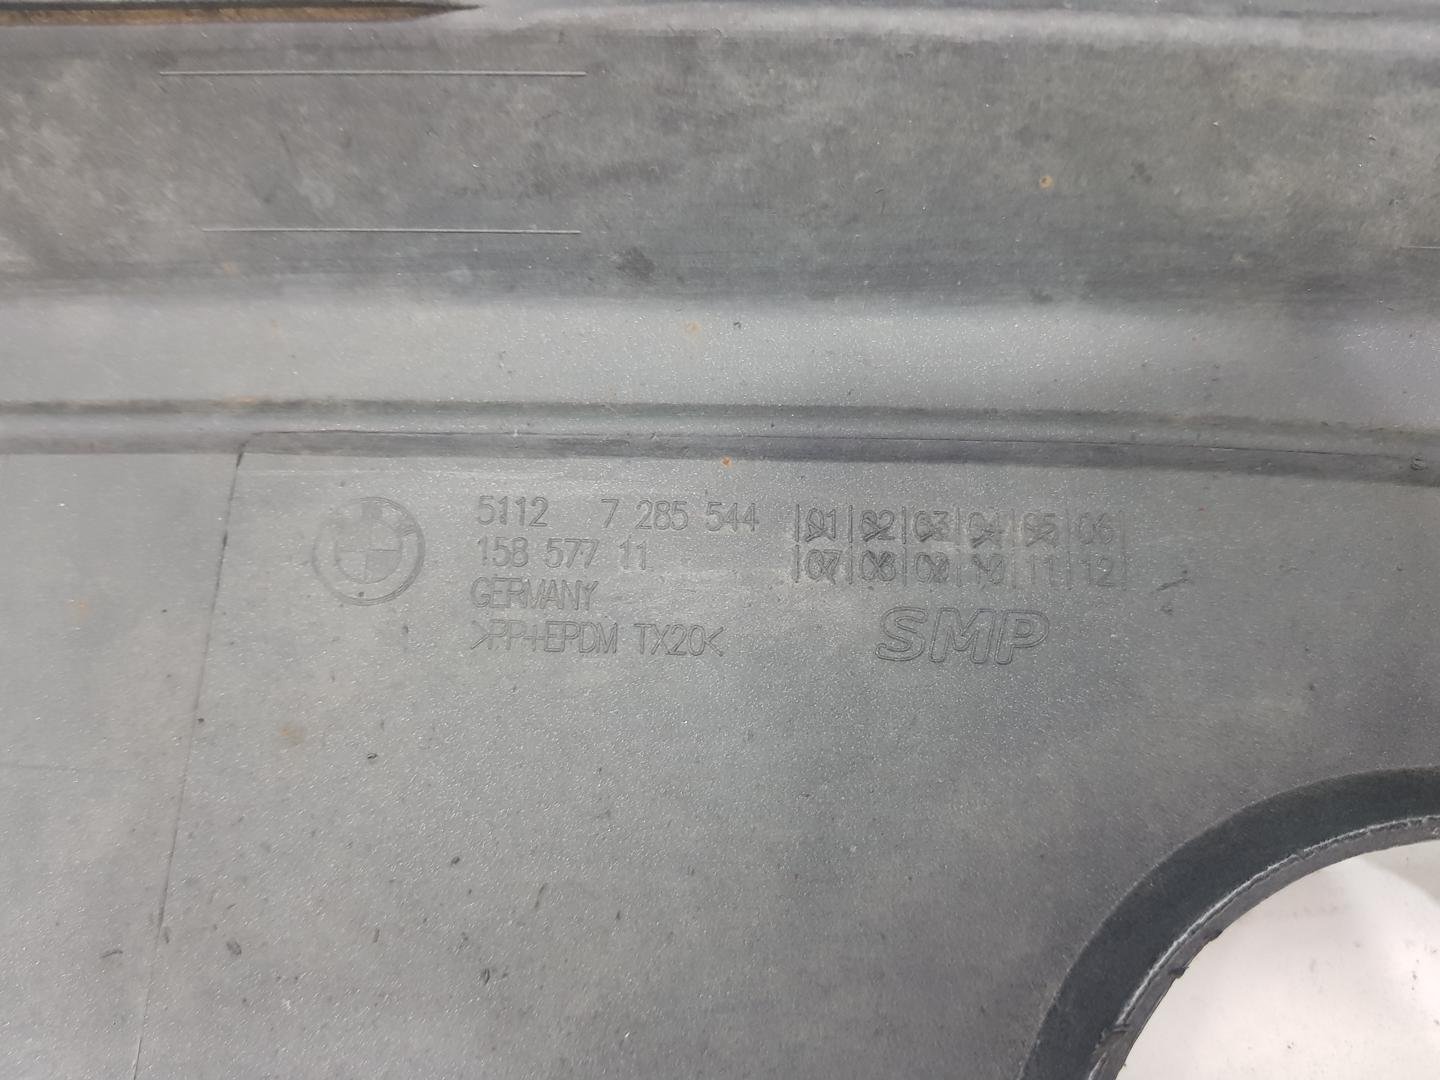 5112 7 285 544
158 577 11
GERMANY
>PP+EPDM TX20<
|01|02|03|04|05|06|
|07|08|09|10|11|12|
SMP